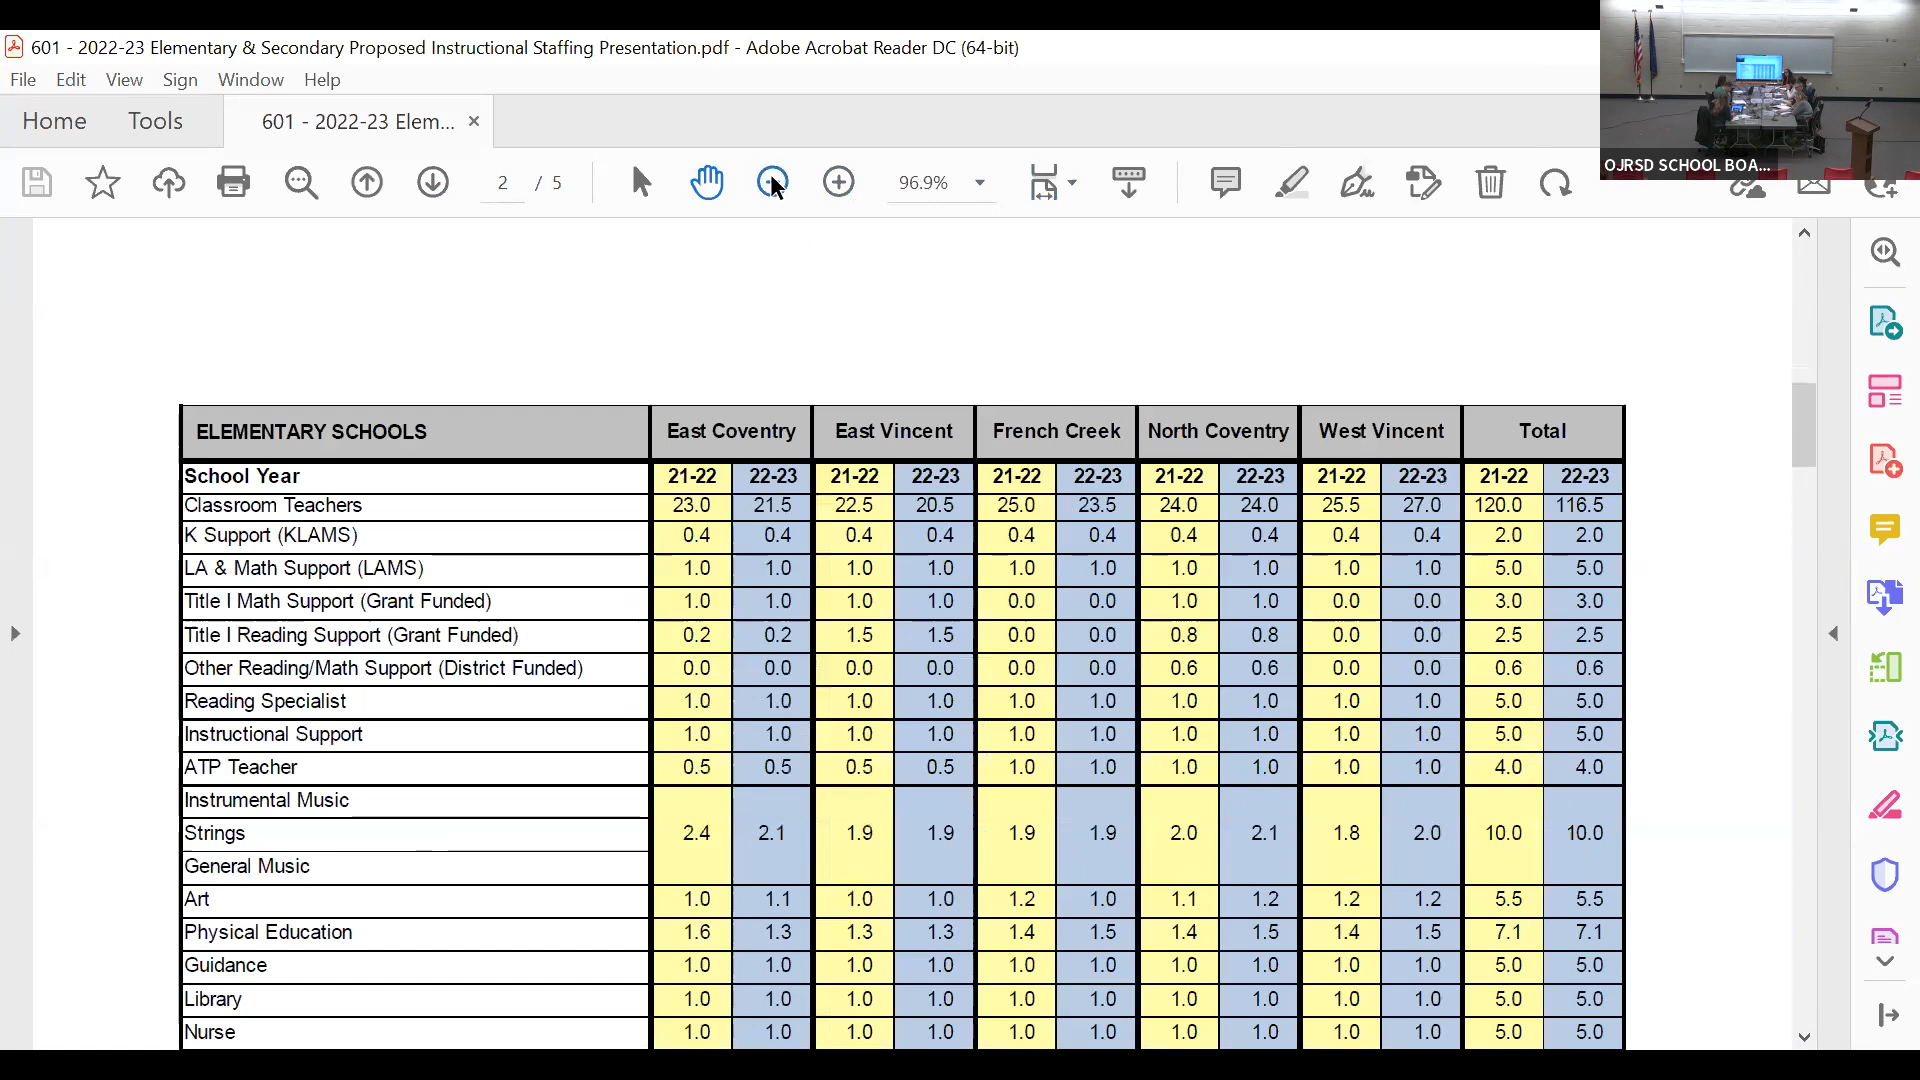 601 - 2022-23 Elementary & Secondary Proposed Instructional Staffing Presentation.pdf - Adobe Acrobat Reader DC (64-bit)
File Edit View Sign Window Help
Home Tools 601 - 2022-23 Elem... ×
2 / 5 96.9%
OJRSD SCHOOL BOA...
ELEMENTARY SCHOOLS East Coventry East Vincent French Creek North Coventry West Vincent Total
School Year 21-22 22-23 21-22 22-23 21-22 22-23 21-22 22-23 21-22 22-23 21-22 22-23
Classroom Teachers 23.0 21.5 22.5 20.5 25.0 23.5 24.0 24.0 25.5 27.0 120.0 116.5
K Support (KLAMS) 0.4 0.4 0.4 0.4 0.4 0.4 0.4 0.4 0.4 0.4 2.0 2.0
LA & Math Support (LAMS) 1.0 1.0 1.0 1.0 1.0 1.0 1.0 1.0 1.0 1.0 5.0 5.0
Title I Math Support (Grant Funded) 1.0 1.0 1.0 1.0 0.0 0.0 1.0 1.0 0.0 0.0 3.0 3.0
Title I Reading Support (Grant Funded) 0.2 0.2 1.5 1.5 0.0 0.0 0.8 0.8 0.0 0.0 2.5 2.5
Other Reading/Math Support (District Funded) 0.0 0.0 0.0 0.0 0.0 0.0 0.6 0.6 0.0 0.0 0.6 0.6
Reading Specialist 1.0 1.0 1.0 1.0 1.0 1.0 1.0 1.0 1.0 1.0 5.0 5.0
Instructional Support 1.0 1.0 1.0 1.0 1.0 1.0 1.0 1.0 1.0 1.0 5.0 5.0
ATP Teacher 0.5 0.5 0.5 0.5 1.0 1.0 1.0 1.0 1.0 1.0 4.0 4.0
Instrumental Music
Strings 2.4 2.1 1.9 1.9 1.9 1.9 2.0 2.1 1.8 2.0 10.0 10.0
General Music
Art 1.0 1.1 1.0 1.0 1.2 1.0 1.1 1.2 1.2 1.2 5.5 5.5
Physical Education 1.6 1.3 1.3 1.3 1.4 1.5 1.4 1.5 1.4 1.5 7.1 7.1
Guidance 1.0 1.0 1.0 1.0 1.0 1.0 1.0 1.0 1.0 1.0 5.0 5.0
Library 1.0 1.0 1.0 1.0 1.0 1.0 1.0 1.0 1.0 1.0 5.0 5.0
Nurse 1.0 1.0 1.0 1.0 1.0 1.0 1.0 1.0 1.0 1.0 5.0 5.0